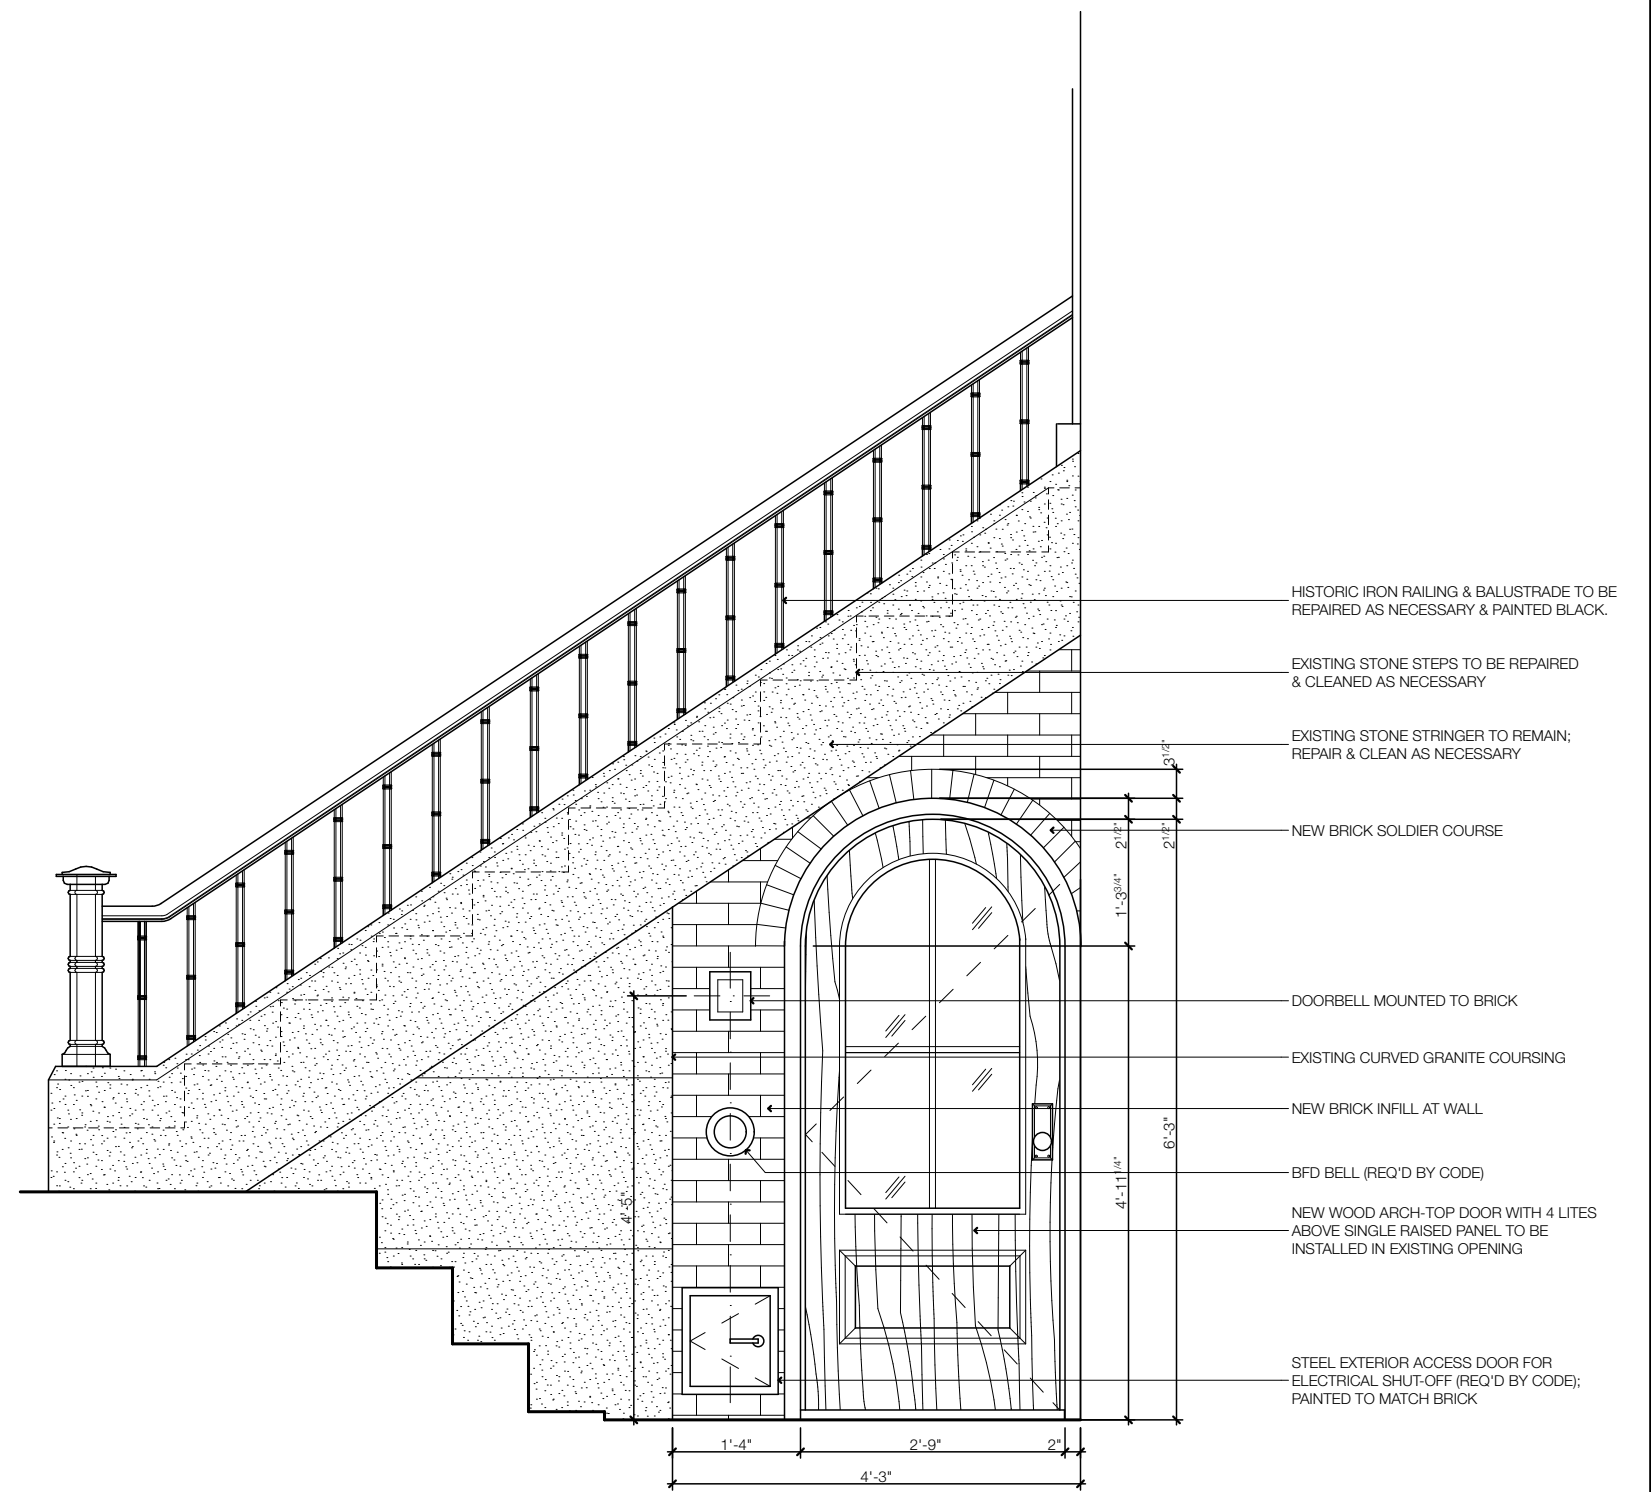 HISTORIC IRON RAILING & BALUSTRADE TO BE
REPAIRED AS NECESSARY & PAINTED BLACK.
EXISTING STONE STEPS TO BE REPAIRED
& CLEANED AS NECESSARY
EXISTING STONE STRINGER TO REMAIN;
REPAIR & CLEAN AS NECESSARY
3 1/2"
NEW BRICK SOLDIER COURSE
2 1/2"
2 1/2"
1'-3 3/4"
DOORBELL MOUNTED TO BRICK
EXISTING CURVED GRANITE COURSING
NEW BRICK INFILL AT WALL
6'-3"
BFD BELL (REQ'D BY CODE)
4'-11 1/4"
4'-5"
NEW WOOD ARCH-TOP DOOR WITH 4 LITES
ABOVE SINGLE RAISED PANEL TO BE
INSTALLED IN EXISTING OPENING
STEEL EXTERIOR ACCESS DOOR FOR
ELECTRICAL SHUT-OFF (REQ'D BY CODE);
PAINTED TO MATCH BRICK
1'-4"
2'-9"
2"
4'-3"